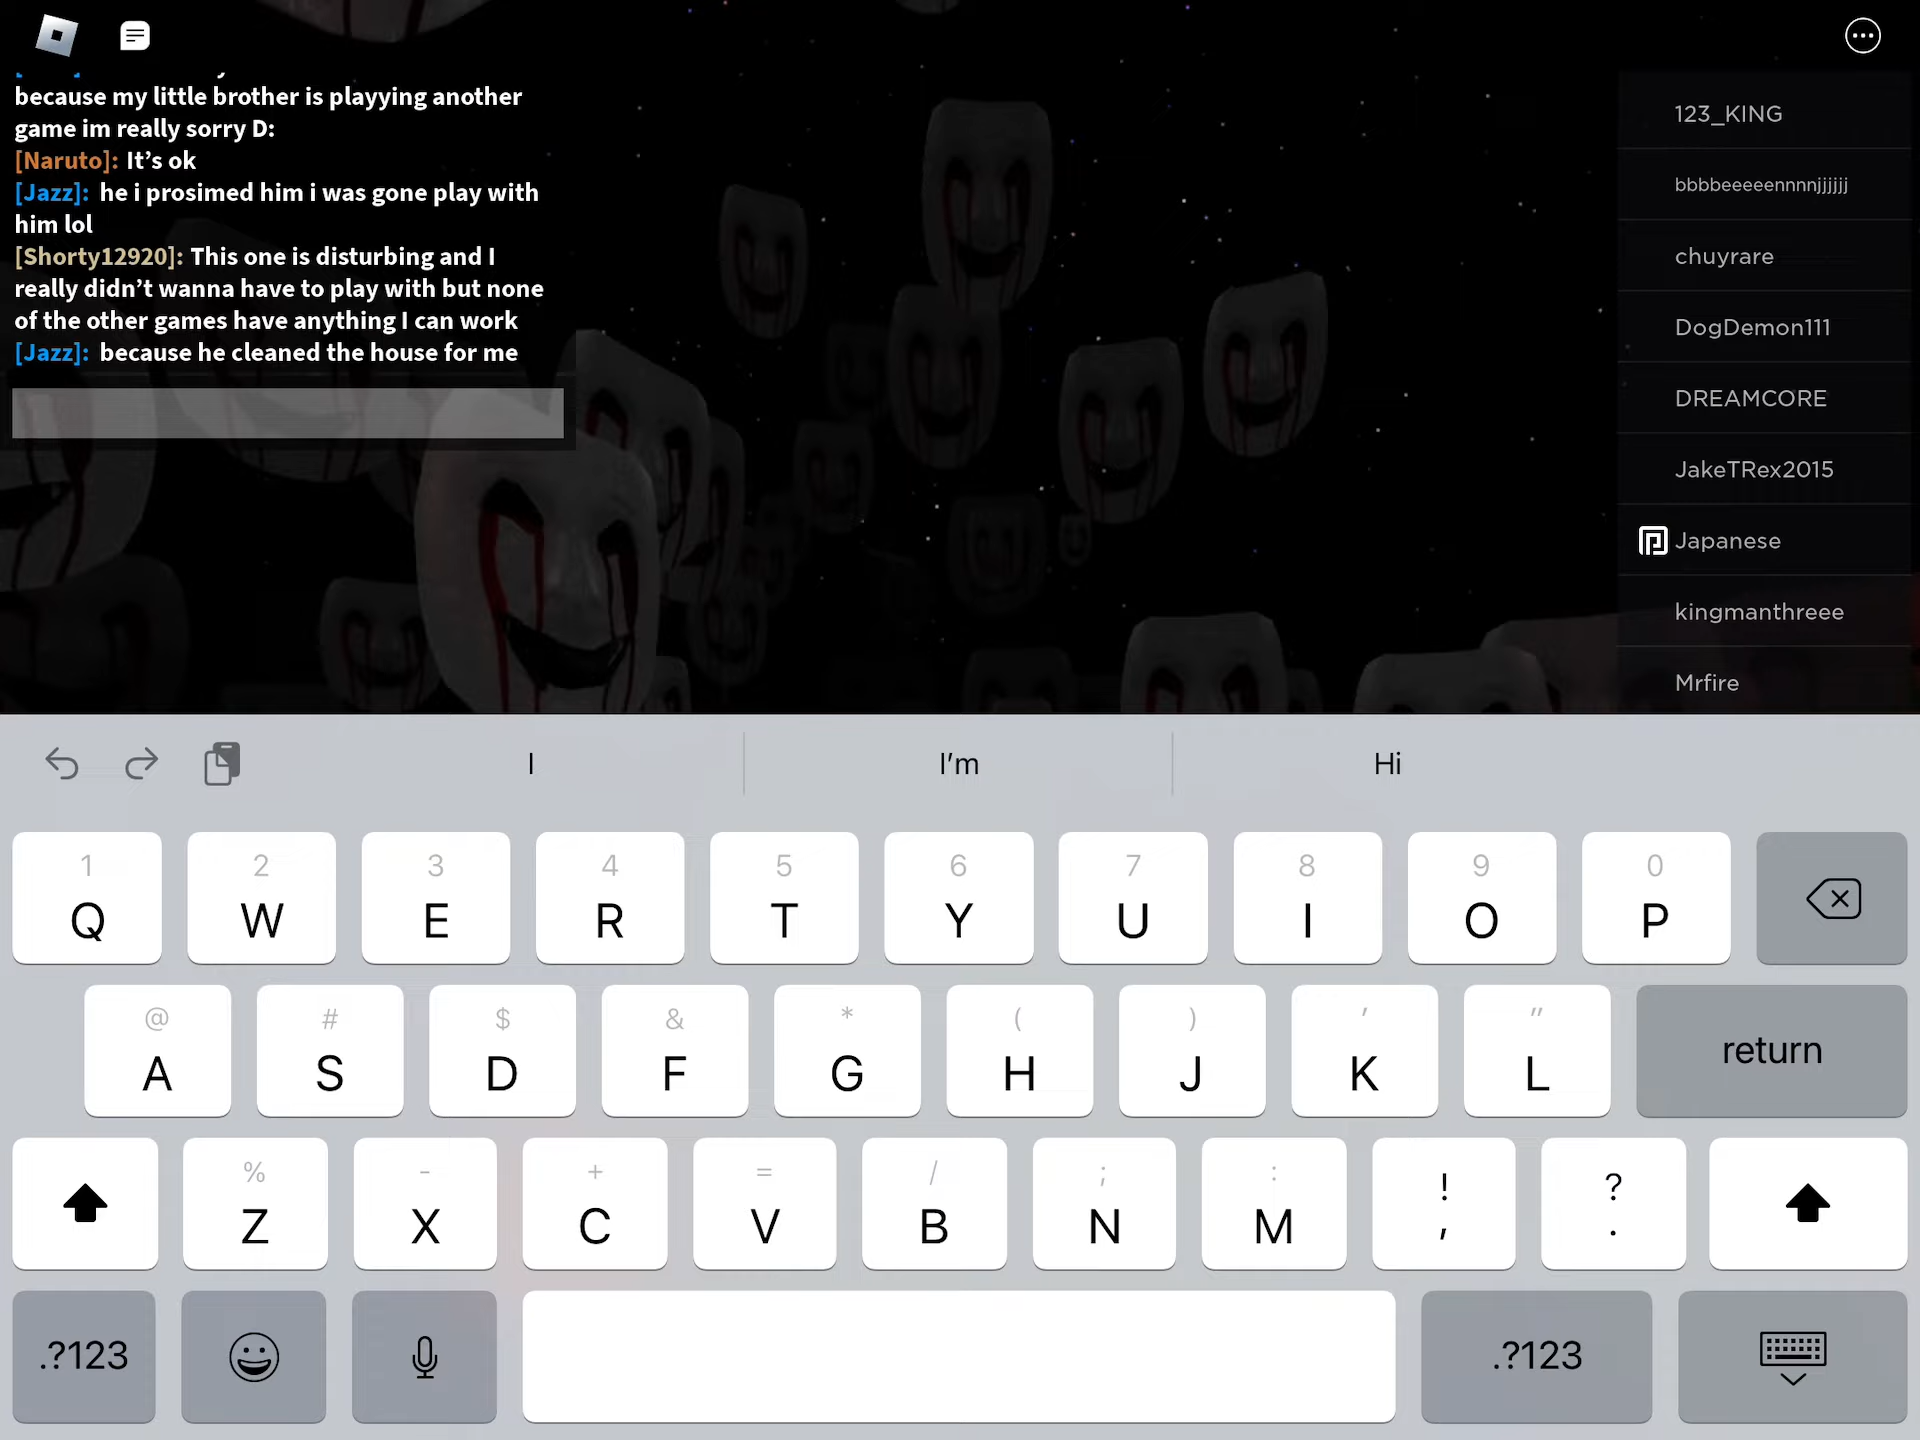 because my little brother is playying another
game im really sorry D:
[Naruto]: It’s ok
[Jazz]: he i prosimed him i was gone play with
him lol
[Shorty12920]: This one is disturbing and I
really didn’t wanna have to play with but none
of the other games have anything I can work
[Jazz]: because he cleaned the house for me
123_KING
bbbbeeeeennnnjjjjjj
chuyrare
DogDemon111
DREAMCORE
JakeTRex2015
Japanese
kingmanthreee
Mrfire
I I’m Hi
1 2 3 4 5 6 7 8 9 0
Q W E R T Y U I O P
@ # $ & * ( ) ' "
A S D F G H J K L return
% - + = / ; : ! ?
Z X C V B N M , .
.?123 .?123